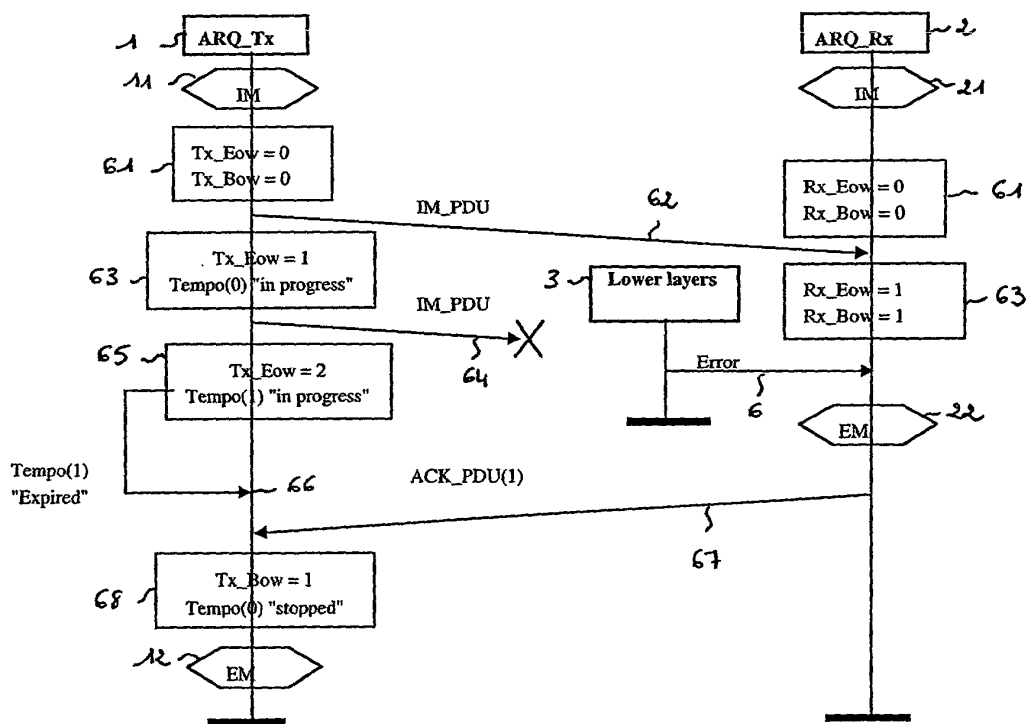 1
ARQ_Tx
2
ARQ_Rx
11
IM
21
IM
61
Tx_Eow = 0
Tx_Bow = 0
61
Rx_Eow = 0
Rx_Bow = 0
IM_PDU
62
63
Tx_Eow = 1
Tempo(0) "in progress"
3
Lower layers
63
Rx_Eow = 1
Rx_Bow = 1
IM_PDU
64
65
Tx_Eow = 2
Tempo(1) "in progress"
Error
6
22
EM
Tempo(1)
"Expired"
66
ACK_PDU(1)
67
68
Tx_Bow = 1
Tempo(0) "stopped"
12
EM